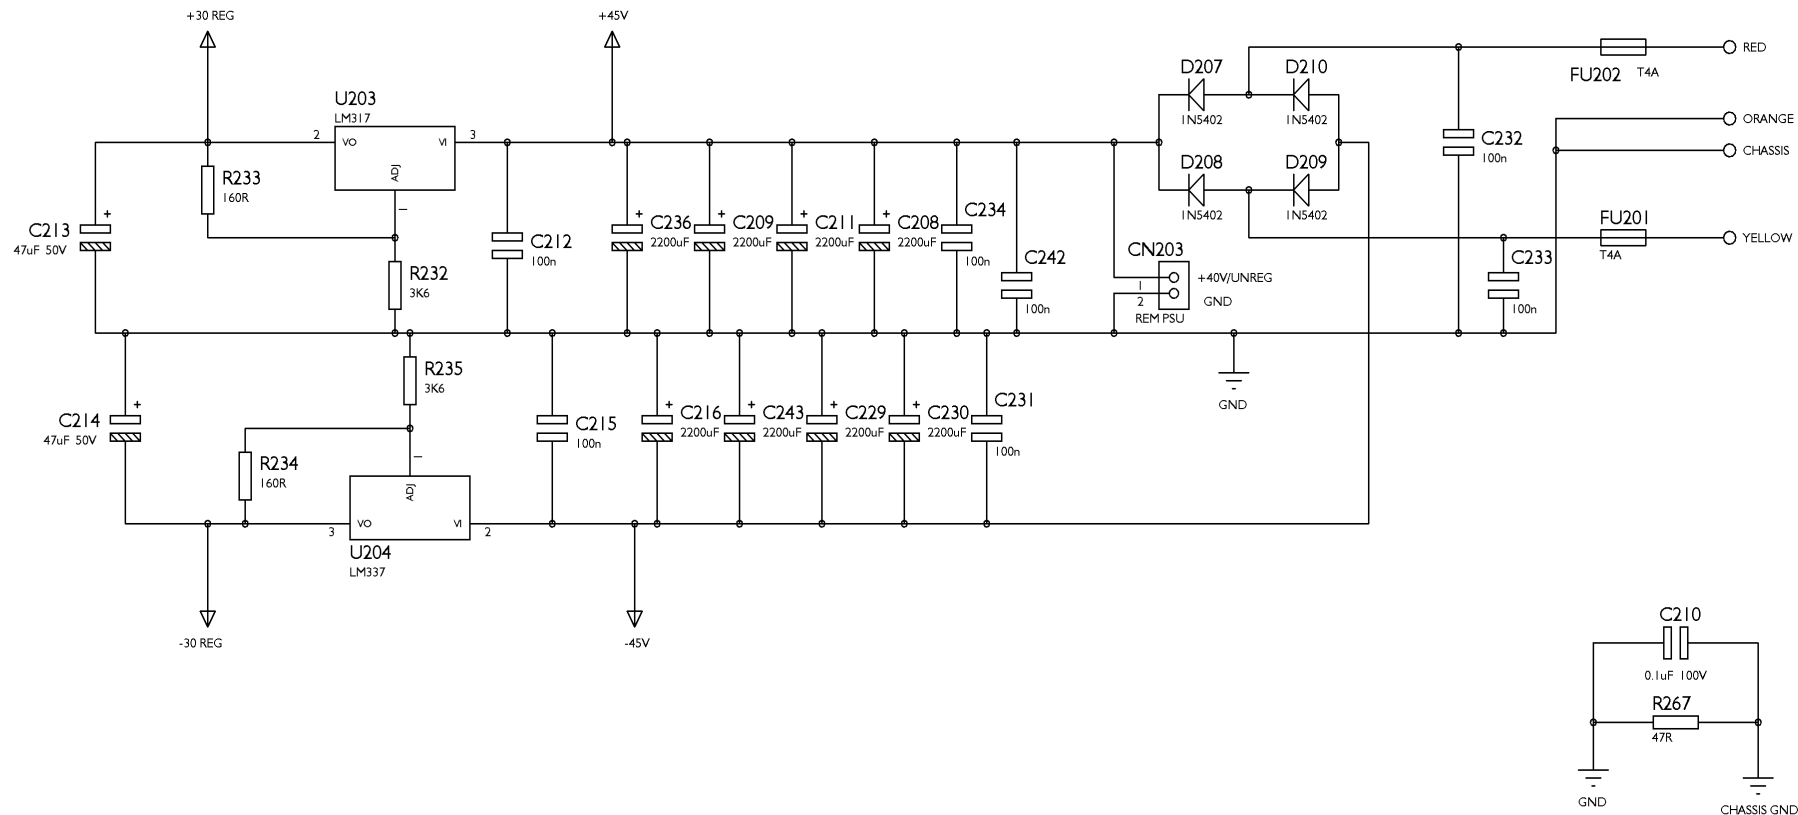 +30 REG
+45V
RED
FU202 T4A
D207
1N5402
D210
1N5402
U203
LM317
2
VO
VI
3
ADJ
1
ORANGE
CHASSIS
C232
100n
R233
160R
D208
1N5402
D209
1N5402
C213
+
47uF 50V
C236
+
2200uF
C209
+
2200uF
C211
+
2200uF
C208
+
2200uF
C234
100n
FU201
T4A
YELLOW
C212
100n
R232
3K6
C242
100n
CN203
1
+40V/UNREG
2
GND
REM PSU
C233
100n
R235
3K6
GND
C214
+
47uF 50V
C215
100n
+
C216
2200uF
+
C243
2200uF
+
C229
2200uF
+
C230
2200uF
C231
100n
R234
160R
1
ADJ
3
VO
VI
2
U204
LM337
-30 REG
-45V
C210
0.1uF 100V
R267
47R
GND
CHASSIS GND